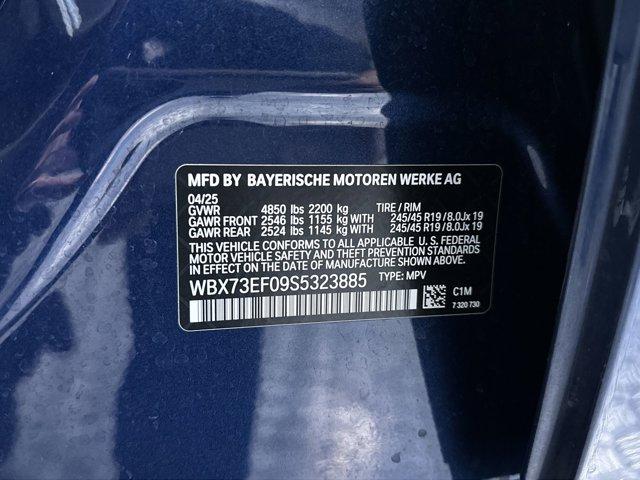 MFD BY BAYERISCHE MOTOREN WERKE AG
04/25
GVWR 4850 lbs 2200 kg TIRE / RIM
GAWR FRONT 2546 lbs 1155 kg WITH 245/45 R19 / 8.0Jx 19
GAWR REAR 2524 lbs 1145 kg WITH 245/45 R19 / 8.0Jx 19
THIS VEHICLE CONFORMS TO ALL APPLICABLE U. S. FEDERAL
MOTOR VEHICLE SAFETY AND THEFT PREVENTION STANDARDS
IN EFFECT ON THE DATE OF MANUFACTURE SHOWN ABOVE.
WBX73EF09S5323885 TYPE: MPV
C1M
7 320 730